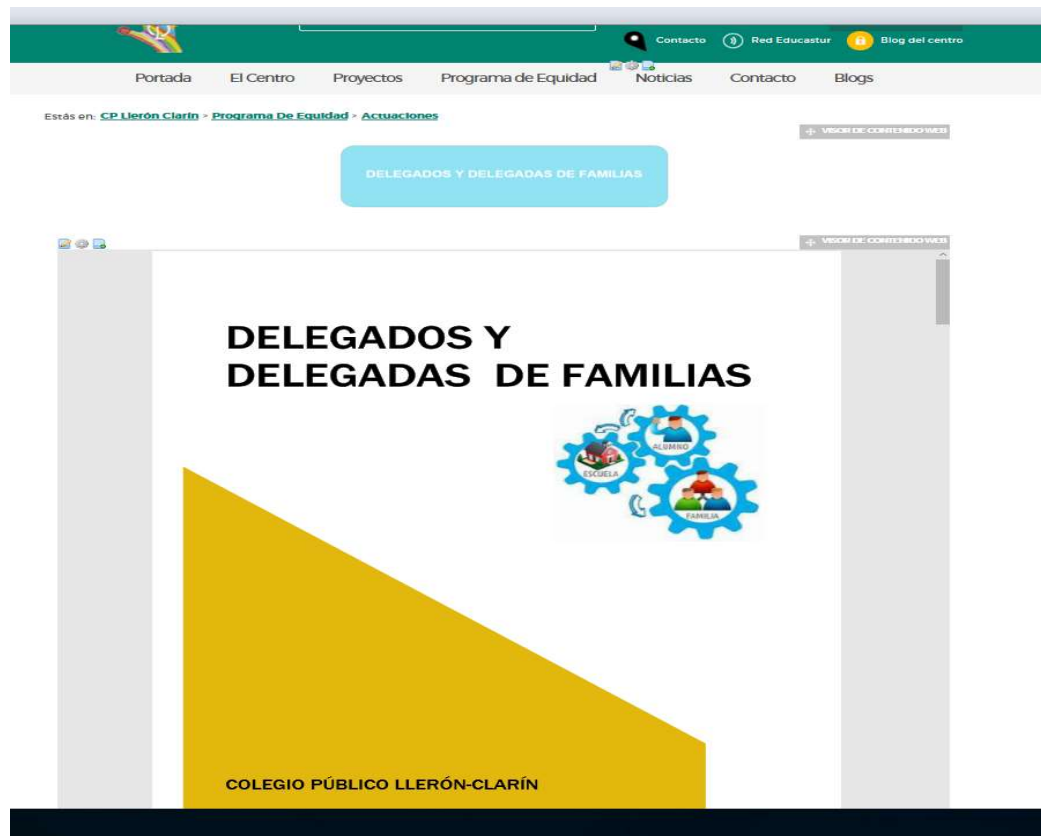 Contacto Red Educastur Blog del centro
Portada El Centro Proyectos Programa de Equidad Noticias Contacto Blogs
Estás en: CP Llerón Clarín > Programa De Equidad > Actuaciones
VISOR DE CONTENIDO WEB
DELEGADOS Y DELEGADAS DE FAMILIAS
VISOR DE CONTENIDO WEB
DELEGADOS Y
DELEGADAS DE FAMILIAS
ALUMNO
ESCUELA
FAMILIA
COLEGIO PÚBLICO LLERÓN-CLARÍN